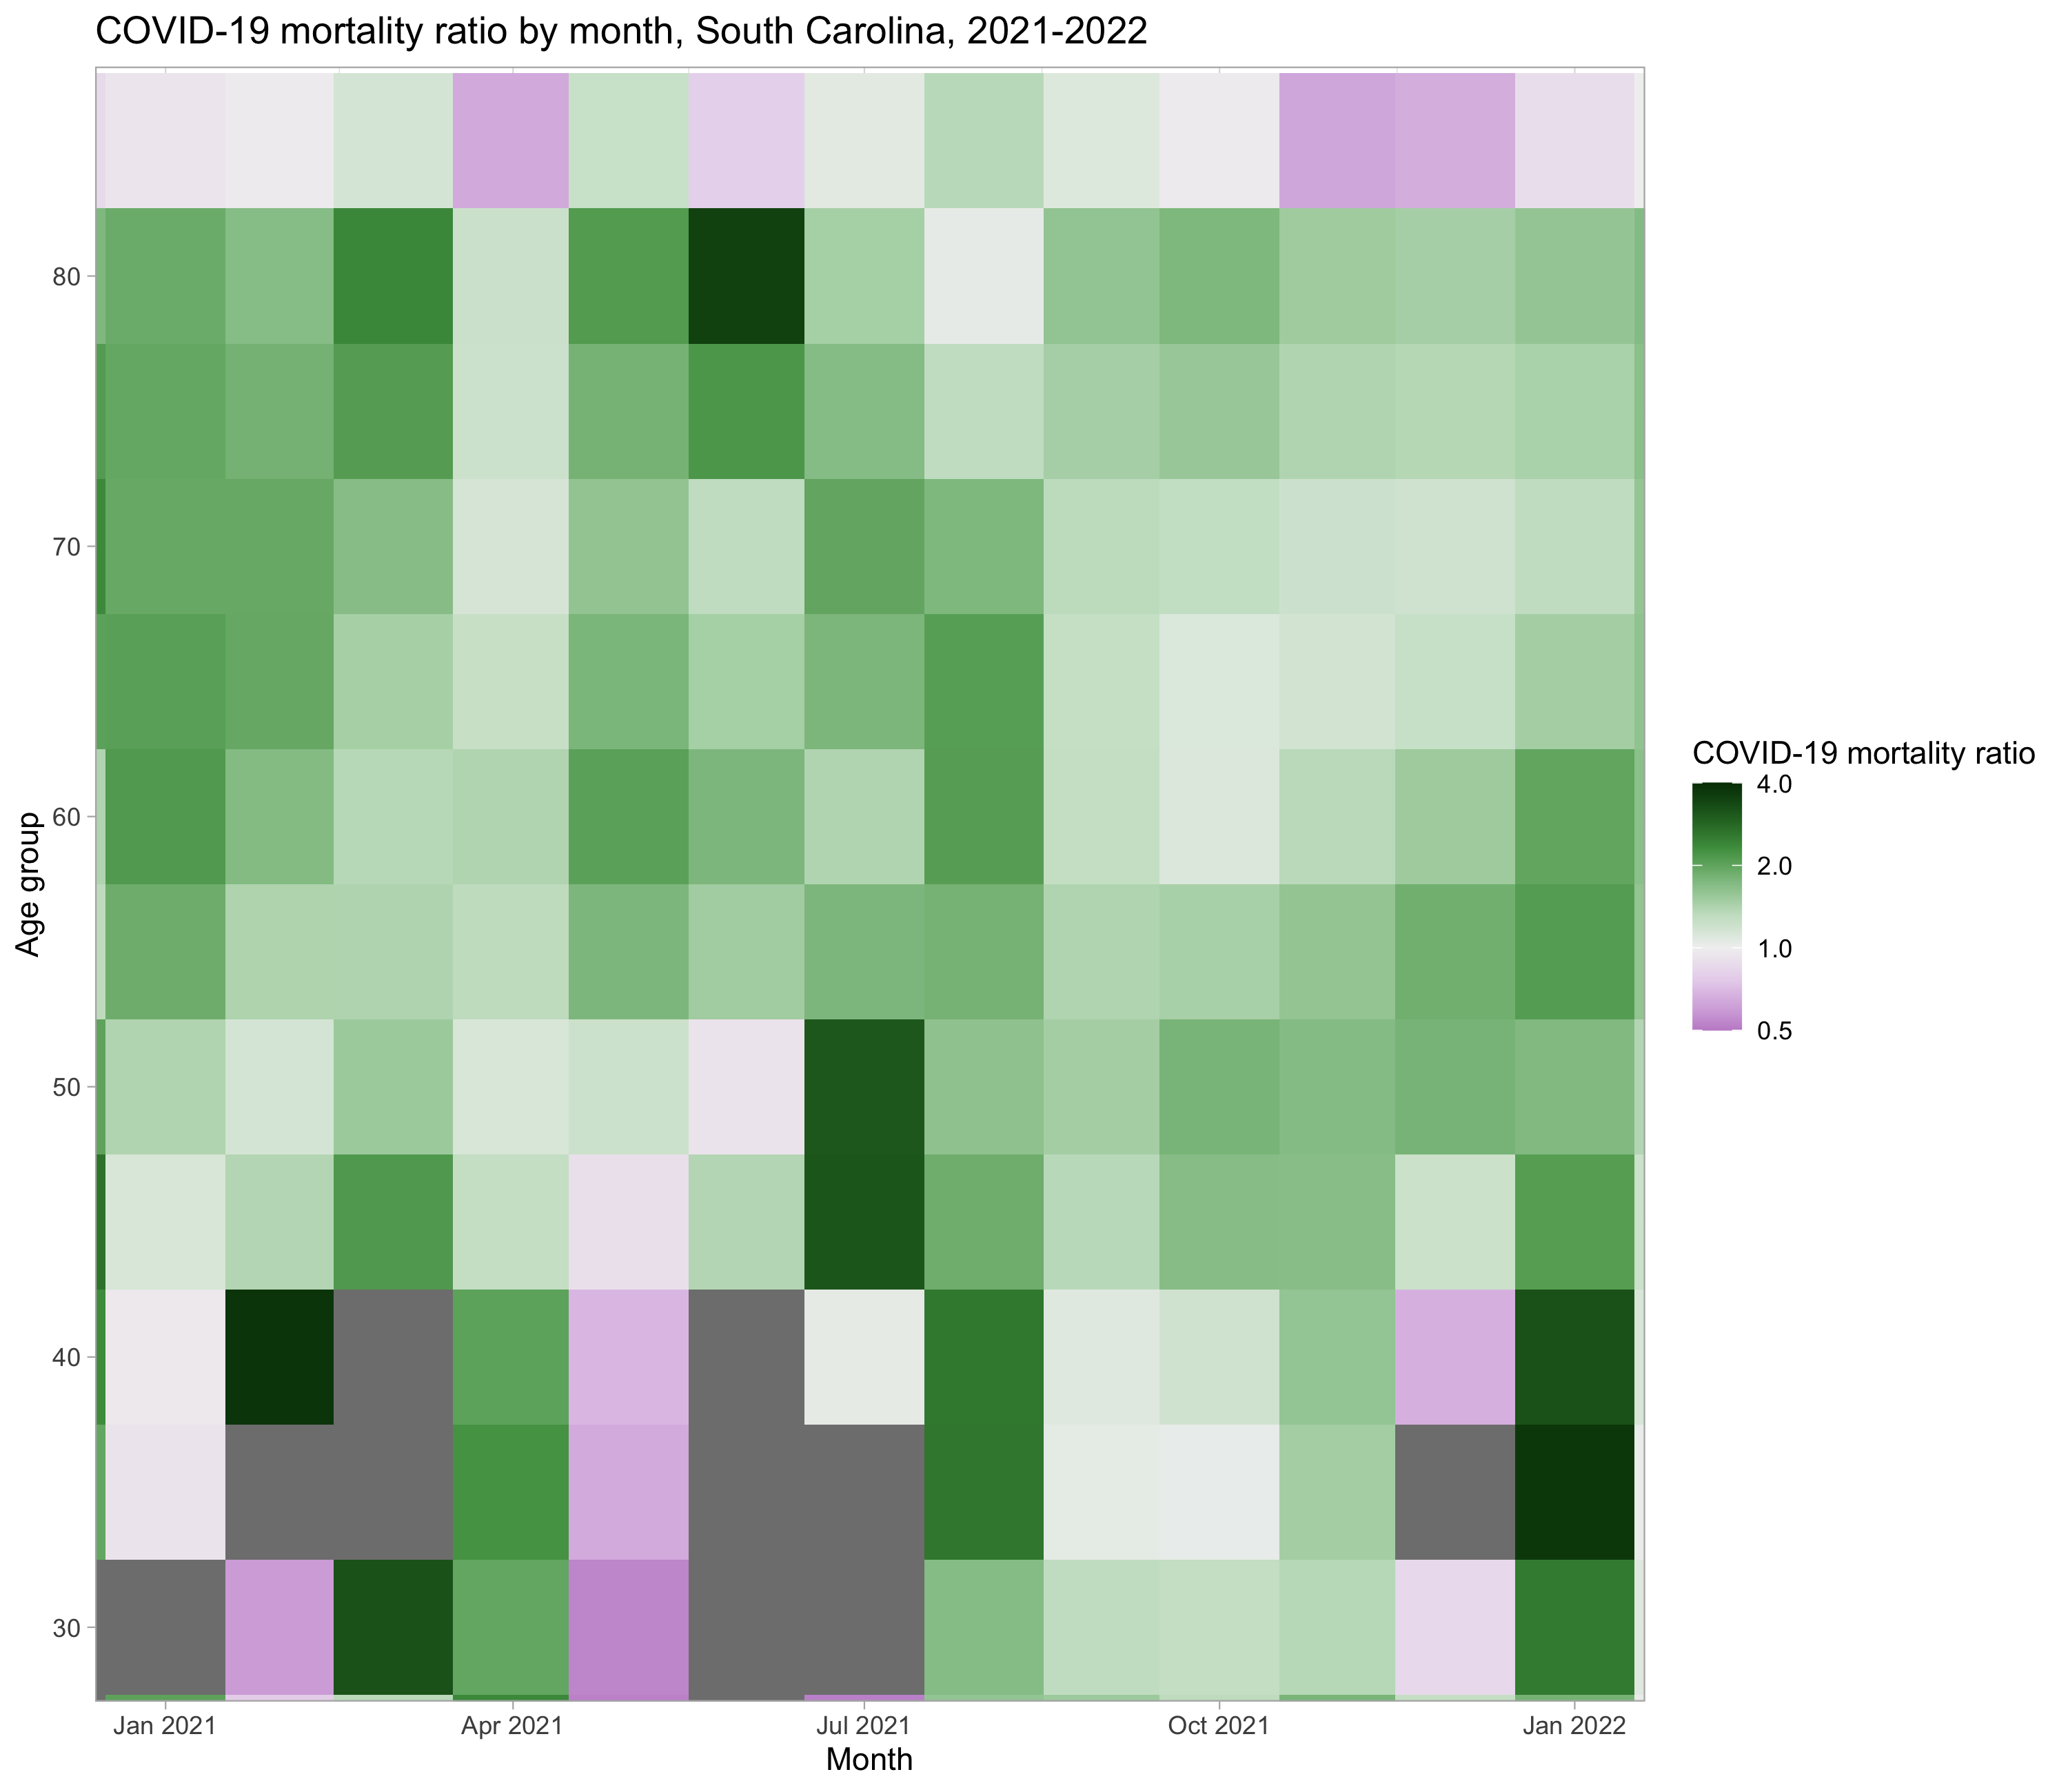 COVID-19 mortality ratio by month, South Carolina, 2021-2022
80
70
60
50
40
30
Age group
Jan 2021
Apr 2021
Jul 2021
Oct 2021
Jan 2022
Month
COVID-19 mortality ratio
4.0
2.0
1.0
0.5